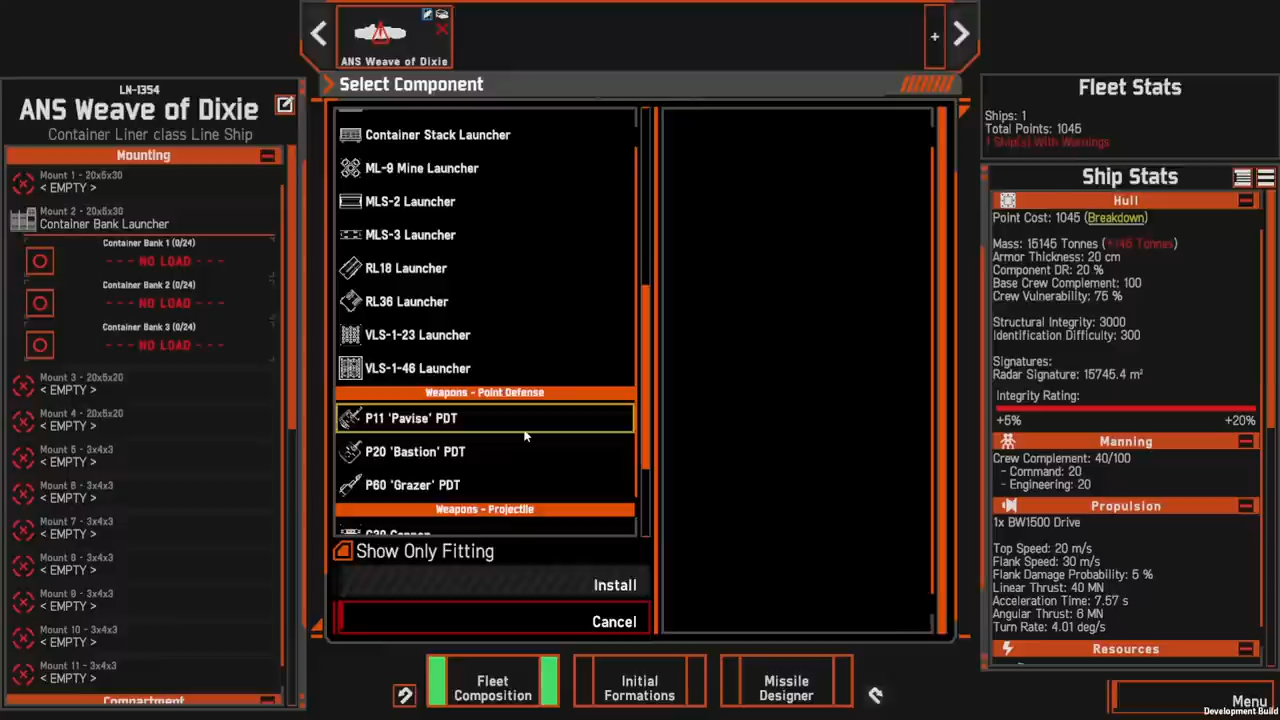 ANS Weave of Dixie
+
Select Component
LN-1354
ANS Weave of Dixie
Container Liner class Line Ship
Mounting
Mount 1 - 20x5x30
< EMPTY >
Mount 2 - 20x5x30
Container Bank Launcher
Container Bank 1 (0/24)
- - - NO LOAD - - -
Container Bank 2 (0/24)
- - - NO LOAD - - -
Container Bank 3 (0/24)
- - - NO LOAD - - -
Mount 3 - 20x5x20
< EMPTY >
Mount 4 - 20x5x20
< EMPTY >
Mount 5 - 3x4x3
< EMPTY >
Mount 6 - 3x4x3
< EMPTY >
Mount 7 - 3x4x3
< EMPTY >
Mount 8 - 3x4x3
< EMPTY >
Mount 9 - 3x4x3
< EMPTY >
Mount 10 - 3x4x3
< EMPTY >
Mount 11 - 3x4x3
< EMPTY >
Compartment
Container Stack Launcher
ML-9 Mine Launcher
MLS-2 Launcher
MLS-3 Launcher
RL18 Launcher
RL36 Launcher
VLS-1-23 Launcher
VLS-1-46 Launcher
Weapons - Point Defense
P11 'Pavise' PDT
P20 'Bastion' PDT
P60 'Grazer' PDT
Weapons - Projectile
Show Only Fitting
Install
Cancel
Fleet Stats
Ships: 1
Total Points: 1045
1 Ship(s) With Warnings
Ship Stats
Hull
Point Cost: 1045 (Breakdown)
Mass: 15145 Tonnes (+146 Tonnes)
Armor Thickness: 20 cm
Component DR: 20 %
Base Crew Complement: 100
Crew Vulnerability: 75 %
Structural Integrity: 3000
Identification Difficulty: 300
Signatures:
Radar Signature: 15745.4 m²
Integrity Rating:
+5% +20%
Manning
Crew Complement: 40/100
- Command: 20
- Engineering: 20
Propulsion
1x BW1500 Drive
Top Speed: 20 m/s
Flank Speed: 30 m/s
Flank Damage Probability: 5 %
Linear Thrust: 40 MN
Acceleration Time: 7.57 s
Angular Thrust: 6 MN
Turn Rate: 4.01 deg/s
Resources
Fleet
Composition
Initial
Formations
Missile
Designer
Menu
Development Build